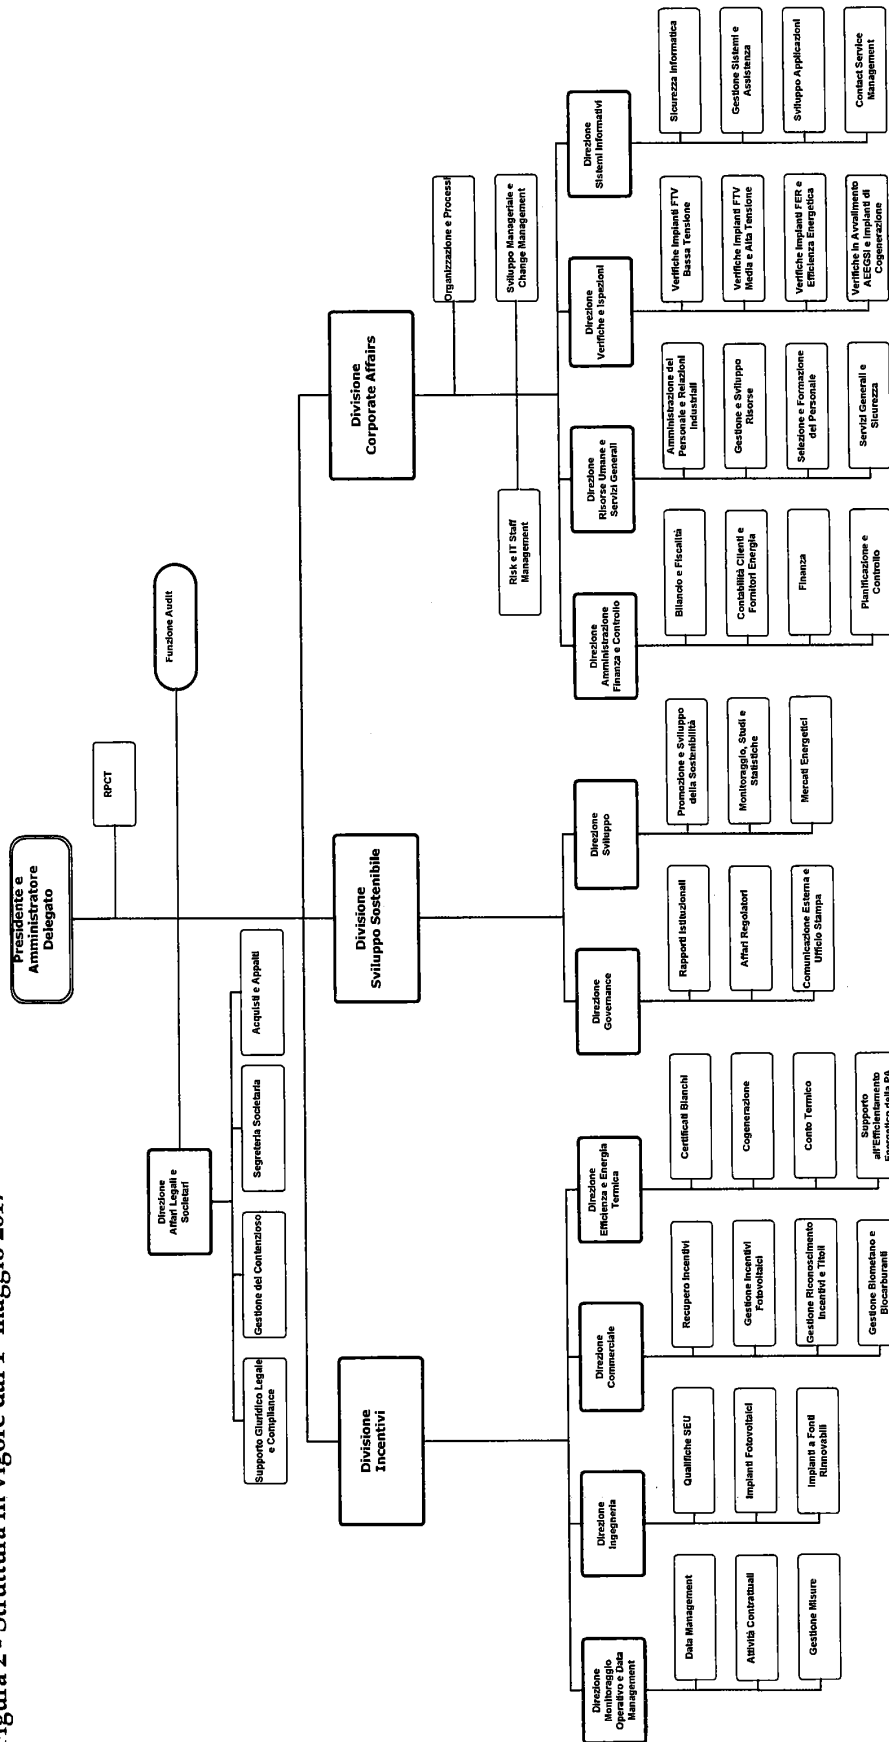 Figura 2 - Struttura in vigore dal 1° maggio 2017
Presidente e
Amministratore
Delegato
RPCT
Funzione Audit
Direzione
Affari Legali e
Societari
Supporto Giuridico Legale
e Compliance
Gestione del Contenzioso
Segreteria Societaria
Acquisti e Appalti
Divisione
Incentivi
Divisione
Sviluppo Sostenibile
Divisione
Corporate Affairs
Organizzazione e Processi
Risk e IT Staff
Management
Sviluppo Manageriale e
Change Management
Direzione
Monitoraggio
Operativo e Data
Management
Data Management
Attività Contrattuali
Gestione Misure
Direzione
Ingegneria
Qualifiche SEU
Impianti Fotovoltaici
Impianti a Fonti
Rinnovabili
Direzione
Commerciale
Recupero Incentivi
Gestione Incentivi
Fotovoltaici
Gestione Riconoscimento
Incentivi e Titoli
Gestione Biometano e
Biocarburanti
Direzione
Efficienza e Energia
Termica
Certificati Bianchi
Cogenerazione
Conto Termico
Supporto
all'Efficientamento
Energetico della PA
Direzione
Governance
Rapporti Istituzionali
Affari Regolatori
Comunicazione Esterna e
Ufficio Stampa
Direzione
Sviluppo
Promozione e Sviluppo
della Sostenibilità
Monitoraggio, Studi e
Statistiche
Mercati Energetici
Direzione
Amministrazione
Finanza e Controllo
Bilancio e Fiscalità
Contabilità Clienti e
Fornitori Energia
Finanza
Pianificazione e
Controllo
Direzione
Risorse Umane e
Servizi Generali
Amministrazione del
Personale e Relazioni
Industriali
Gestione e Sviluppo
Risorse
Selezione e Formazione
del Personale
Servizi Generali e
Sicurezza
Direzione
Verifiche e Ispezioni
Verifiche Impianti FTV
Bassa Tensione
Verifiche Impianti FTV
Media e Alta Tensione
Verifiche Impianti FER e
Efficienza Energetica
Verifiche in Avvalimento
AEEGSI e Impianti di
Cogenerazione
Direzione
Sistemi Informativi
Sicurezza Informatica
Gestione Sistemi e
Assistenza
Sviluppo Applicazioni
Contact Service
Management